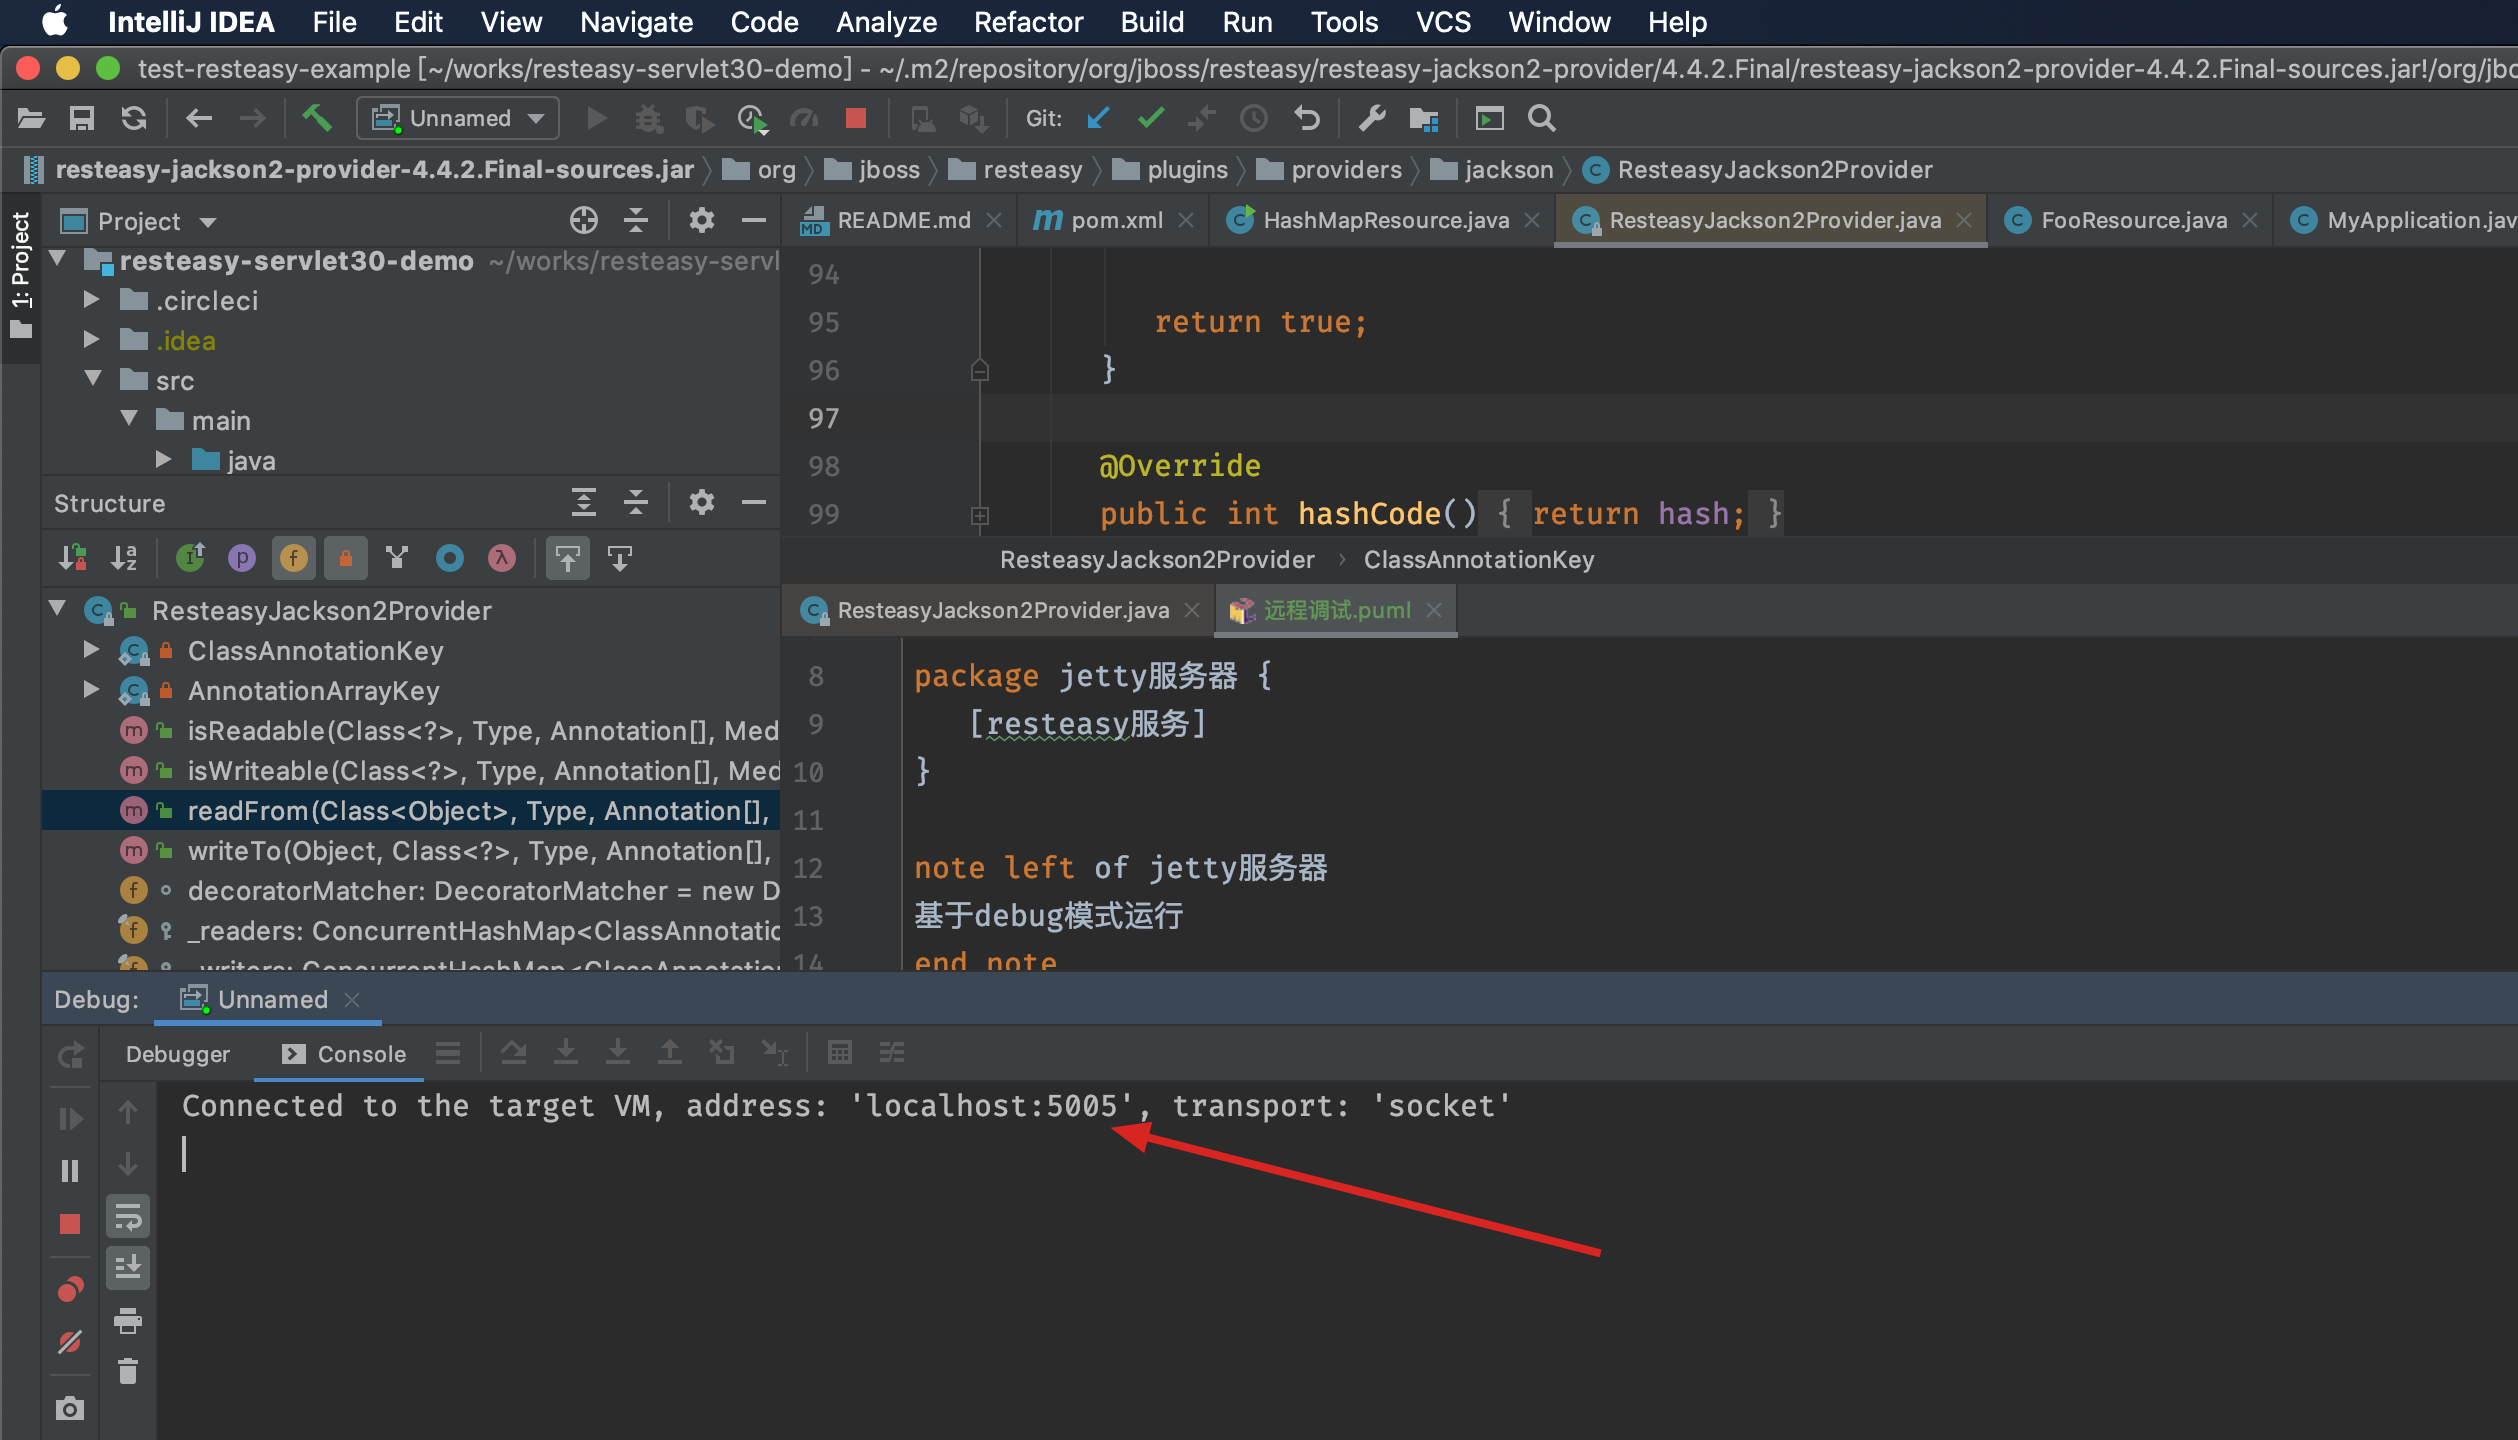 IntelliJ IDEA File Edit View Navigate Code Analyze Refactor Build Run Tools VCS Window Help
test-resteasy-example [~/works/resteasy-servlet30-demo] - ~/.m2/repository/org/jboss/resteasy/resteasy-jackson2-provider/4.4.2.Final/resteasy-jackson2-provider-4.4.2.Final-sources.jar!/org/jbo
Unnamed Git:
resteasy-jackson2-provider-4.4.2.Final-sources.jar org jboss resteasy plugins providers jackson ResteasyJackson2Provider
1: Project
Project
resteasy-servlet30-demo ~/works/resteasy-servl
.circleci
.idea
src
main
java
Structure
ResteasyJackson2Provider
ClassAnnotationKey
AnnotationArrayKey
isReadable(Class<?>, Type, Annotation[], Med
isWriteable(Class<?>, Type, Annotation[], Med
readFrom(Class<Object>, Type, Annotation[],
writeTo(Object, Class<?>, Type, Annotation[],
decoratorMatcher: DecoratorMatcher = new D
_readers: ConcurrentHashMap<ClassAnnotatio
_writers: ConcurrentHashMap<ClassAnnotation
README.md pom.xml HashMapResource.java ResteasyJackson2Provider.java FooResource.java MyApplication.jav
94
95 return true;
96 }
97
98 @Override
99 public int hashCode() { return hash; }
ResteasyJackson2Provider › ClassAnnotationKey
ResteasyJackson2Provider.java 远程调试.puml
8 package jetty服务器 {
9 [resteasy服务]
10 }
11
12 note left of jetty服务器
13 基于debug模式运行
14 end note
Debug: Unnamed
Debugger Console
Connected to the target VM, address: 'localhost:5005', transport: 'socket'